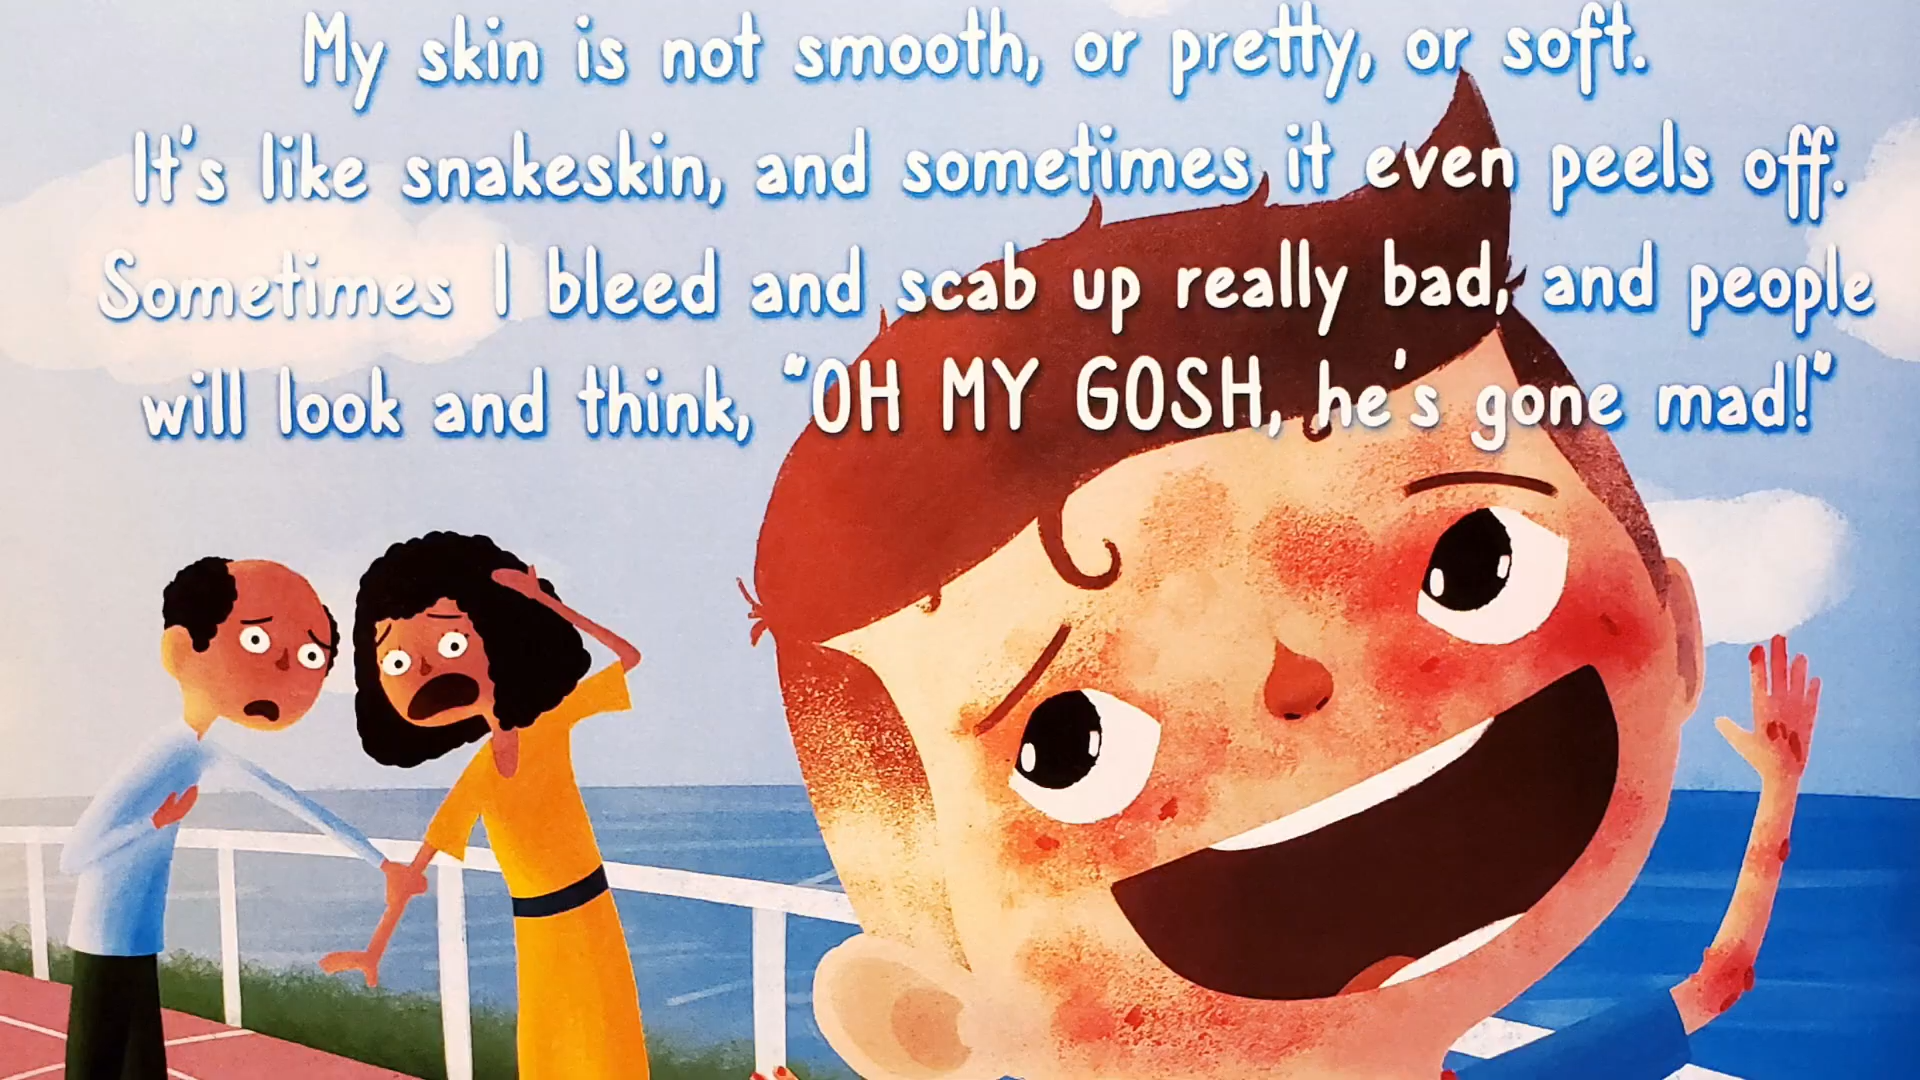 My skin is not smooth, or pretty, or soft.
It's like snakeskin, and sometimes it even peels off.
Sometimes I bleed and scab up really bad, and people
will look and think, "OH MY GOSH, he's gone mad!"